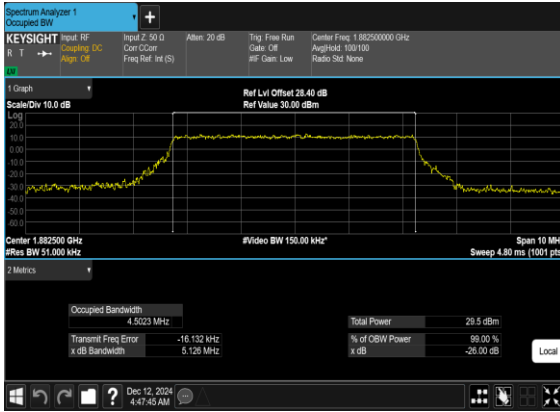 Spectrum Analyzer 1
Occupied BW
+
KEYSIGHT
R T
LV
Input: RF
Coupling: DC
Align: Off
Input Z: 50 Ω
Corr CCorr
Freq Ref: Int (S)
Atten: 20 dB
Trig: Free Run
Gate: Off
#IF Gain: Low
Center Freq: 1.882500000 GHz
Avg|Hold: 100/100
Radio Std: None
1 Graph
Scale/Div 10.0 dB
Ref Lvl Offset 28.40 dB
Ref Value 30.00 dBm
Log
20.0
10.0
0.00
-10.0
-20.0
-30.0
-40.0
-50.0
-60.0
Center 1.882500 GHz
#Res BW 51.000 kHz
#Video BW 150.00 kHz*
Span 10 MH
Sweep 4.80 ms (1001 pts
2 Metrics
Occupied Bandwidth
4.5023 MHz
Total Power 29.5 dBm
Transmit Freq Error -16.132 kHz
% of OBW Power 99.00 %
x dB Bandwidth 5.126 MHz
x dB -26.00 dB
Local
?
Dec 12, 2024
4:47:45 AM